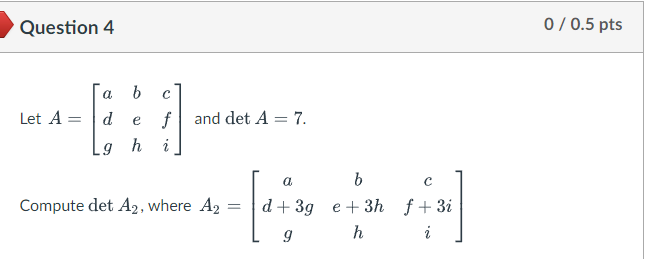 Question 4
0 / 0.5 pts
Let A = [a b c; d e f; g h i] and det A = 7.
Compute det A₂, where A₂ = [a b c; d + 3g e + 3h f + 3i; g h i]